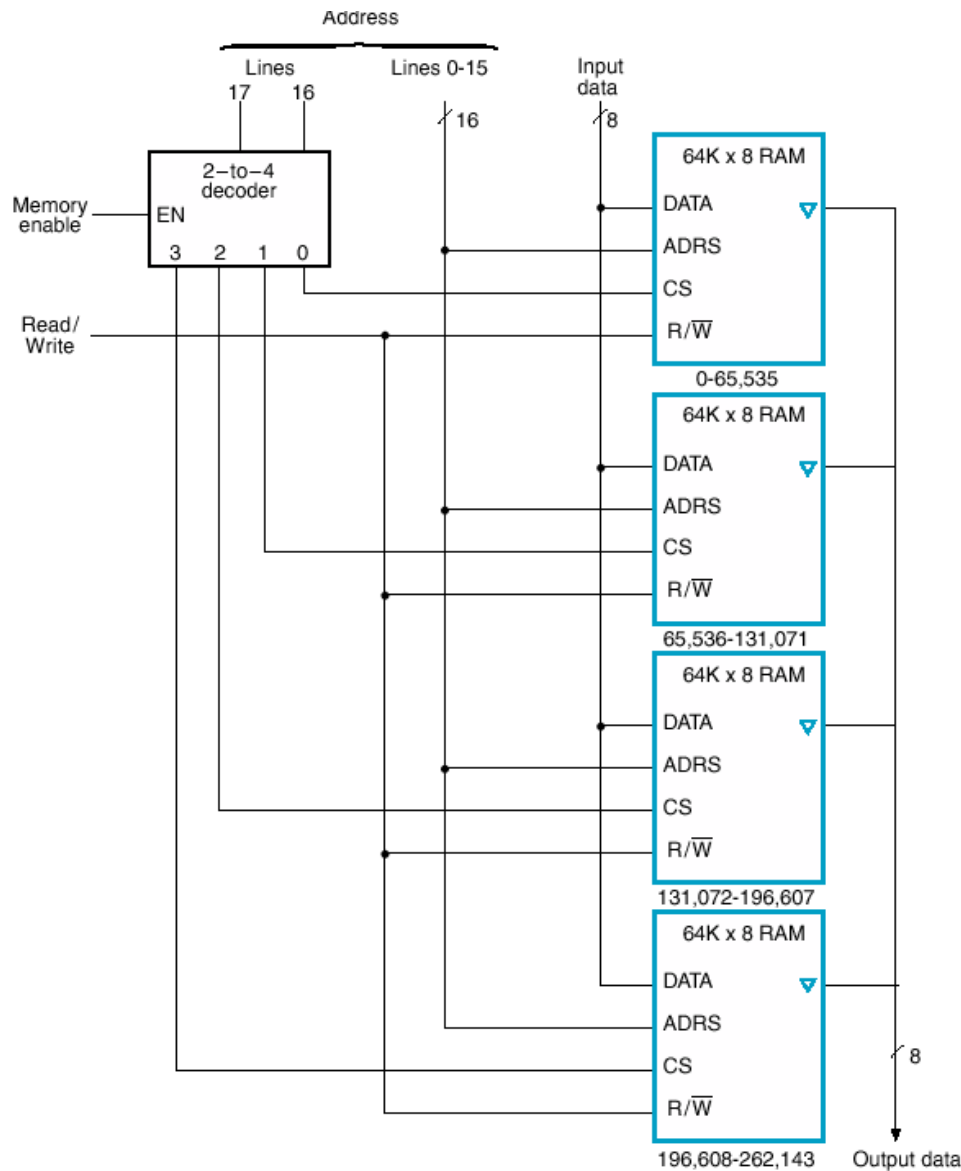 Address
Lines
Lines 0-15
Input
data
17
16
16
8
2-to-4
decoder
Memory
enable
EN
3 2 1 0
Read/
Write
64K x 8 RAM
DATA
ADRS
CS
R/W̅
0-65,535
64K x 8 RAM
DATA
ADRS
CS
R/W̅
65,536-131,071
64K x 8 RAM
DATA
ADRS
CS
R/W̅
131,072-196,607
64K x 8 RAM
DATA
ADRS
CS
R/W̅
196,608-262,143
8
Output data